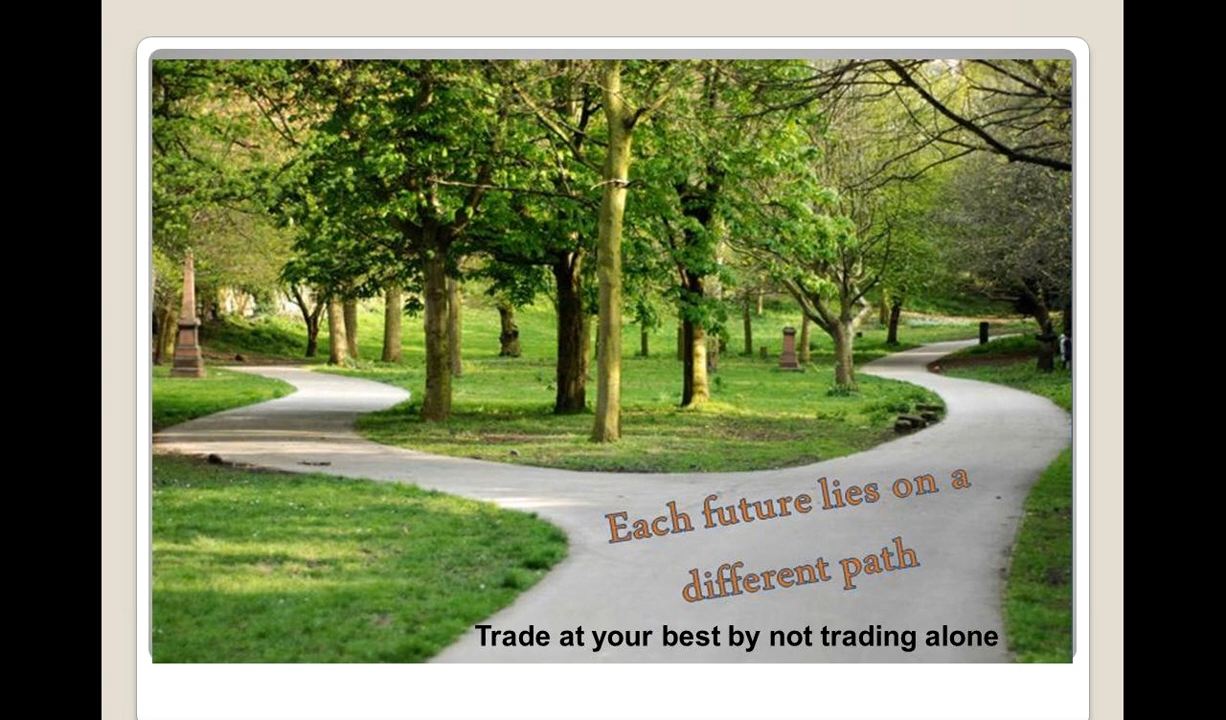 Each future lies on a
different path
Trade at your best by not trading alone